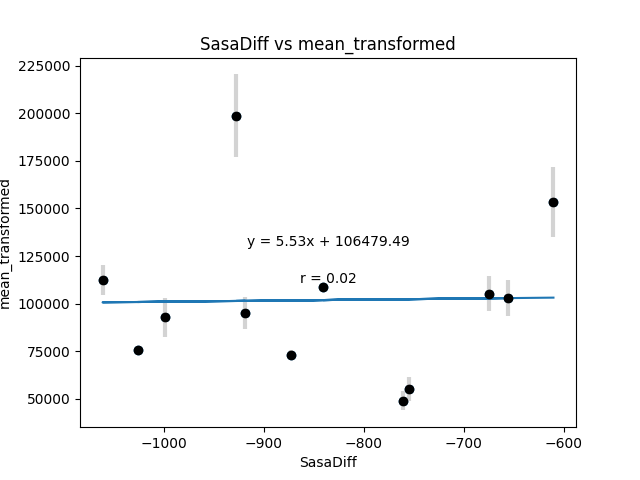 SasaDiff vs mean_transformed
225000
200000
175000
150000
125000
100000
75000
50000
mean_transformed
y = 5.53x + 106479.49
r = 0.02
−1000
−900
−800
−700
−600
SasaDiff